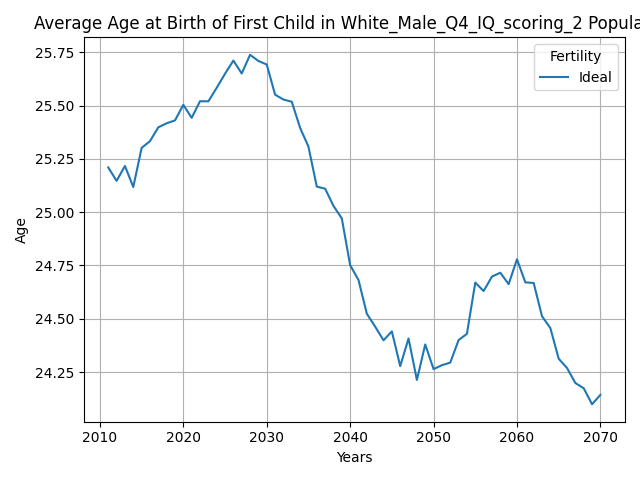 Average Age at Birth of First Child in White_Male_Q4_IQ_scoring_2 Popula
25.75
25.50
25.25
25.00
24.75
24.50
24.25
Age
Fertility
Ideal
2010 2020 2030 2040 2050 2060 2070
Years